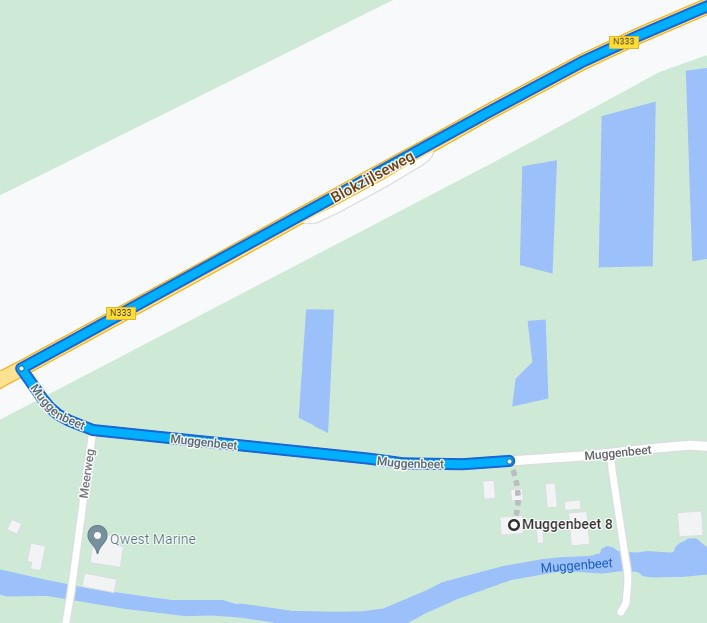 N333
Blokzijlseweg
N333
Muggenbeet
Muggenbeet
Muggenbeet
Muggenbeet
Meerweg
Muggenbeet 8
Qwest Marine
Muggenbeet